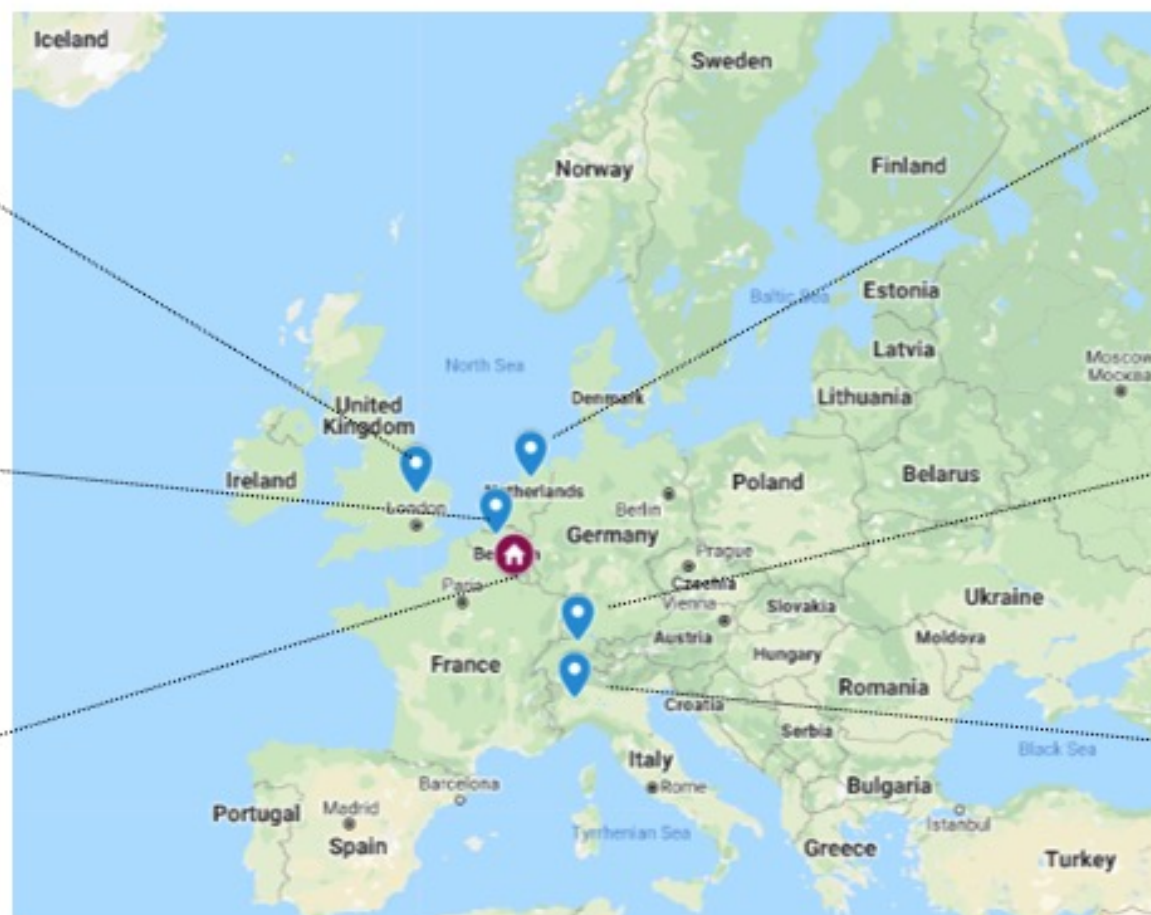 Iceland
Sweden
Norway
Finland
Baltic Sea
Estonia
North Sea
Latvia
Moscow
Москва
Denmark
Lithuania
United
Kingdom
Ireland
Netherlands
Poland
Belarus
London
Berlin
Germany
Prague
Paris
Czechia
Vienna
Slovakia
Ukraine
Austria
Moldova
France
Hungary
Romania
Croatia
Serbia
Black Sea
Italy
Barcelona
Rome
Bulgaria
Portugal
Madrid
Istanbul
Tyrrhenian Sea
Spain
Greece
Turkey